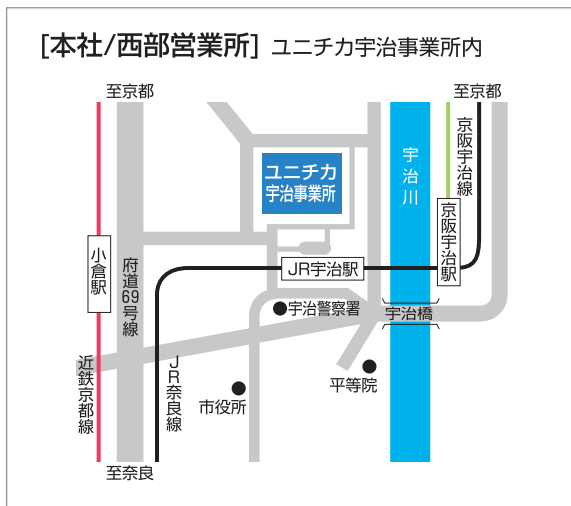 [本社/西部営業所] ユニチカ宇治事業所内
至京都
至京都
京阪宇治線
宇治川
ユニチカ
宇治事業所
京阪宇治駅
小倉駅
府道69号線
JR宇治駅
宇治警察署
宇治橋
近鉄京都線
JR奈良線
平等院
市役所
至奈良